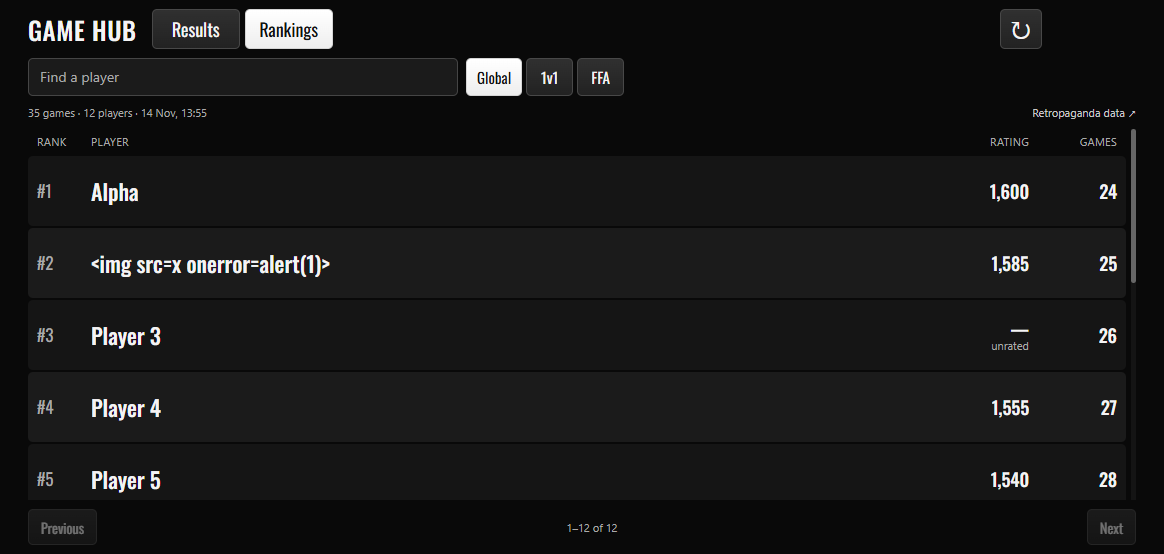 GAME HUB Results Rankings ↻
Find a player Global 1v1 FFA
35 games · 12 players · 14 Nov, 13:55 Retropaganda data ↗
RANK PLAYER RATING GAMES
#1 Alpha 1,600 24
#2 <img src=x onerror=alert(1)> 1,585 25
#3 Player 3 — 26
unrated
#4 Player 4 1,555 27
#5 Player 5 1,540 28
Previous 1–12 of 12 Next